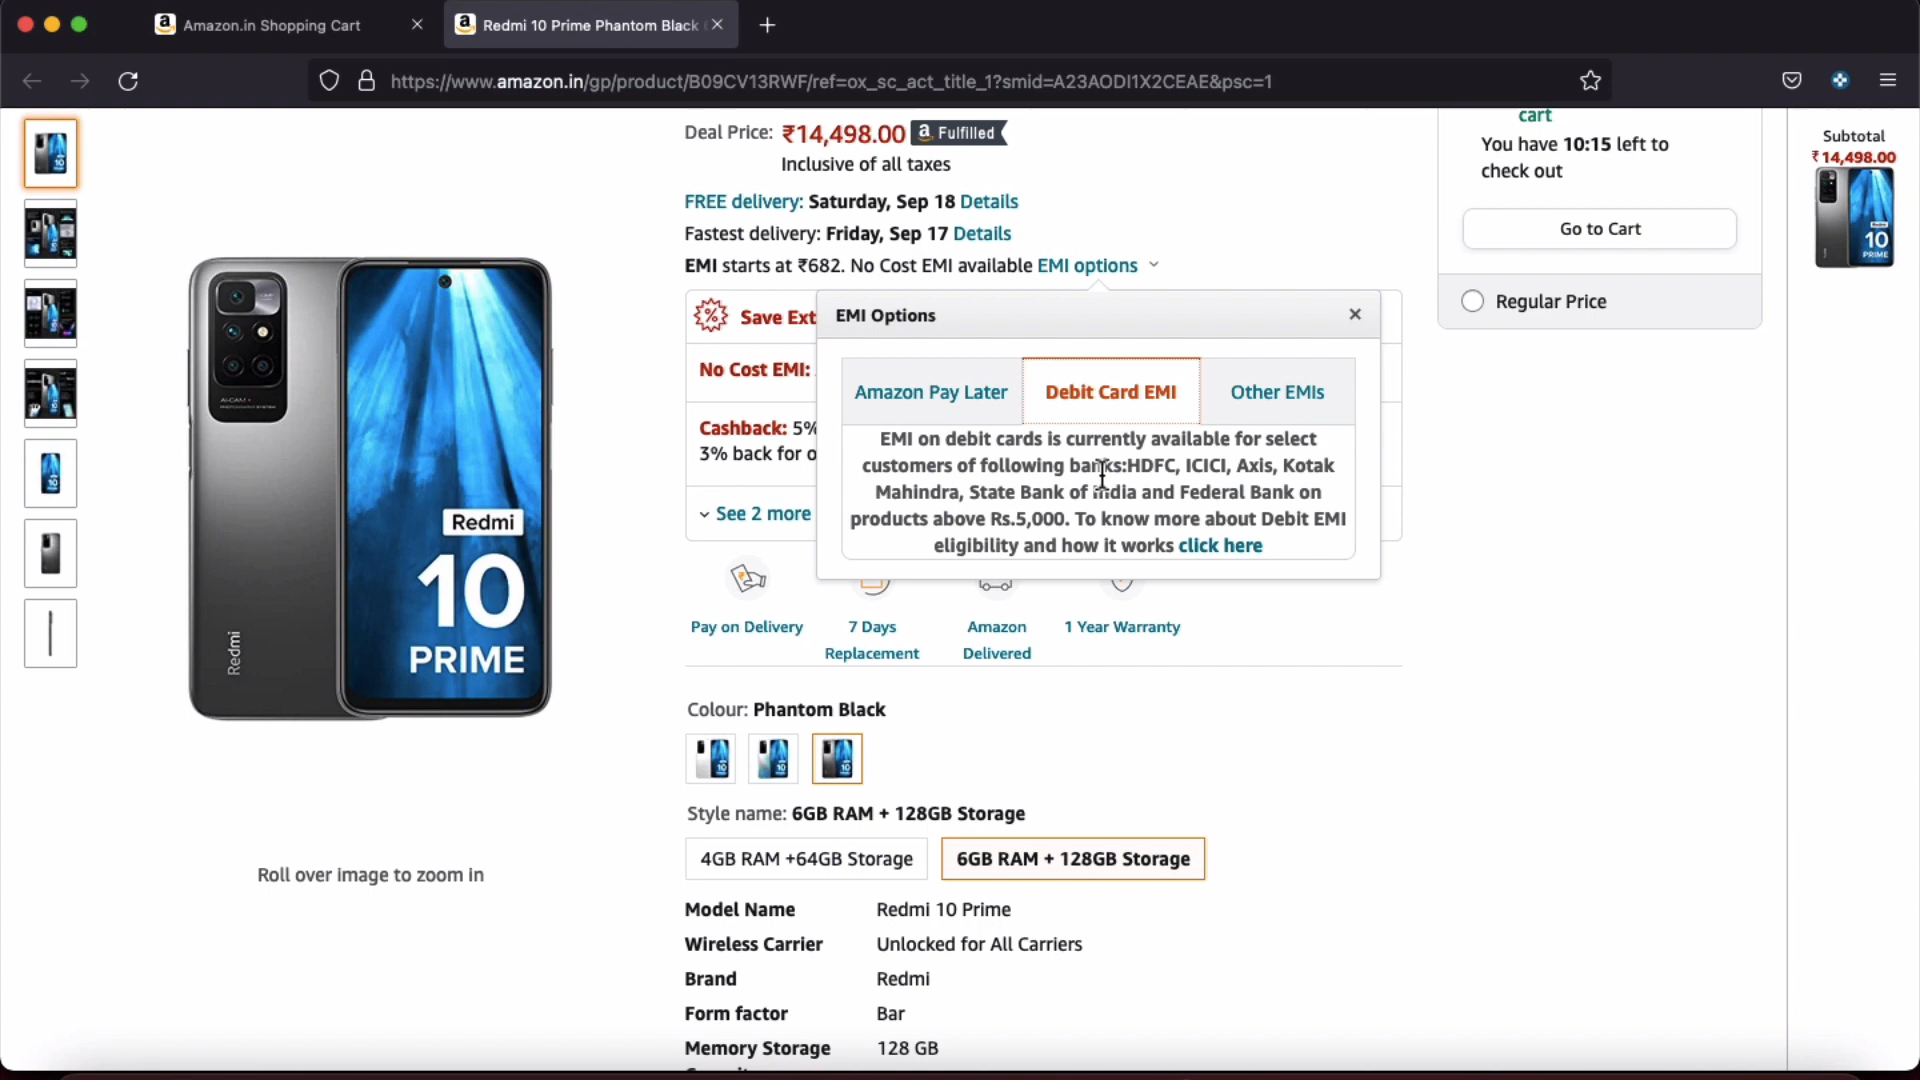 Amazon.in Shopping Cart
Redmi 10 Prime Phantom Black
https://www.amazon.in/gp/product/B09CV13RWF/ref=ox_sc_act_title_1?smid=A23AODI1X2CEAE&psc=1
Deal Price: ₹14,498.00 a Fulfilled
Inclusive of all taxes
FREE delivery: Saturday, Sep 18 Details
Fastest delivery: Friday, Sep 17 Details
EMI starts at ₹682. No Cost EMI available EMI options
Save Ext
No Cost EMI:
Cashback: 5%
3% back for o
See 2 more
EMI Options
Amazon Pay Later
Debit Card EMI
Other EMIs
EMI on debit cards is currently available for select
customers of following banks:HDFC, ICICI, Axis, Kotak
Mahindra, State Bank of India and Federal Bank on
products above Rs.5,000. To know more about Debit EMI
eligibility and how it works click here
Pay on Delivery
7 Days
Replacement
Amazon
Delivered
1 Year Warranty
Colour: Phantom Black
Style name: 6GB RAM + 128GB Storage
4GB RAM +64GB Storage
6GB RAM + 128GB Storage
Model Name Redmi 10 Prime
Wireless Carrier Unlocked for All Carriers
Brand Redmi
Form factor Bar
Memory Storage 128 GB
Redmi
10
PRIME
Redmi
Roll over image to zoom in
cart
You have 10:15 left to
check out
Go to Cart
Regular Price
Subtotal
₹14,498.00
10
PRIME